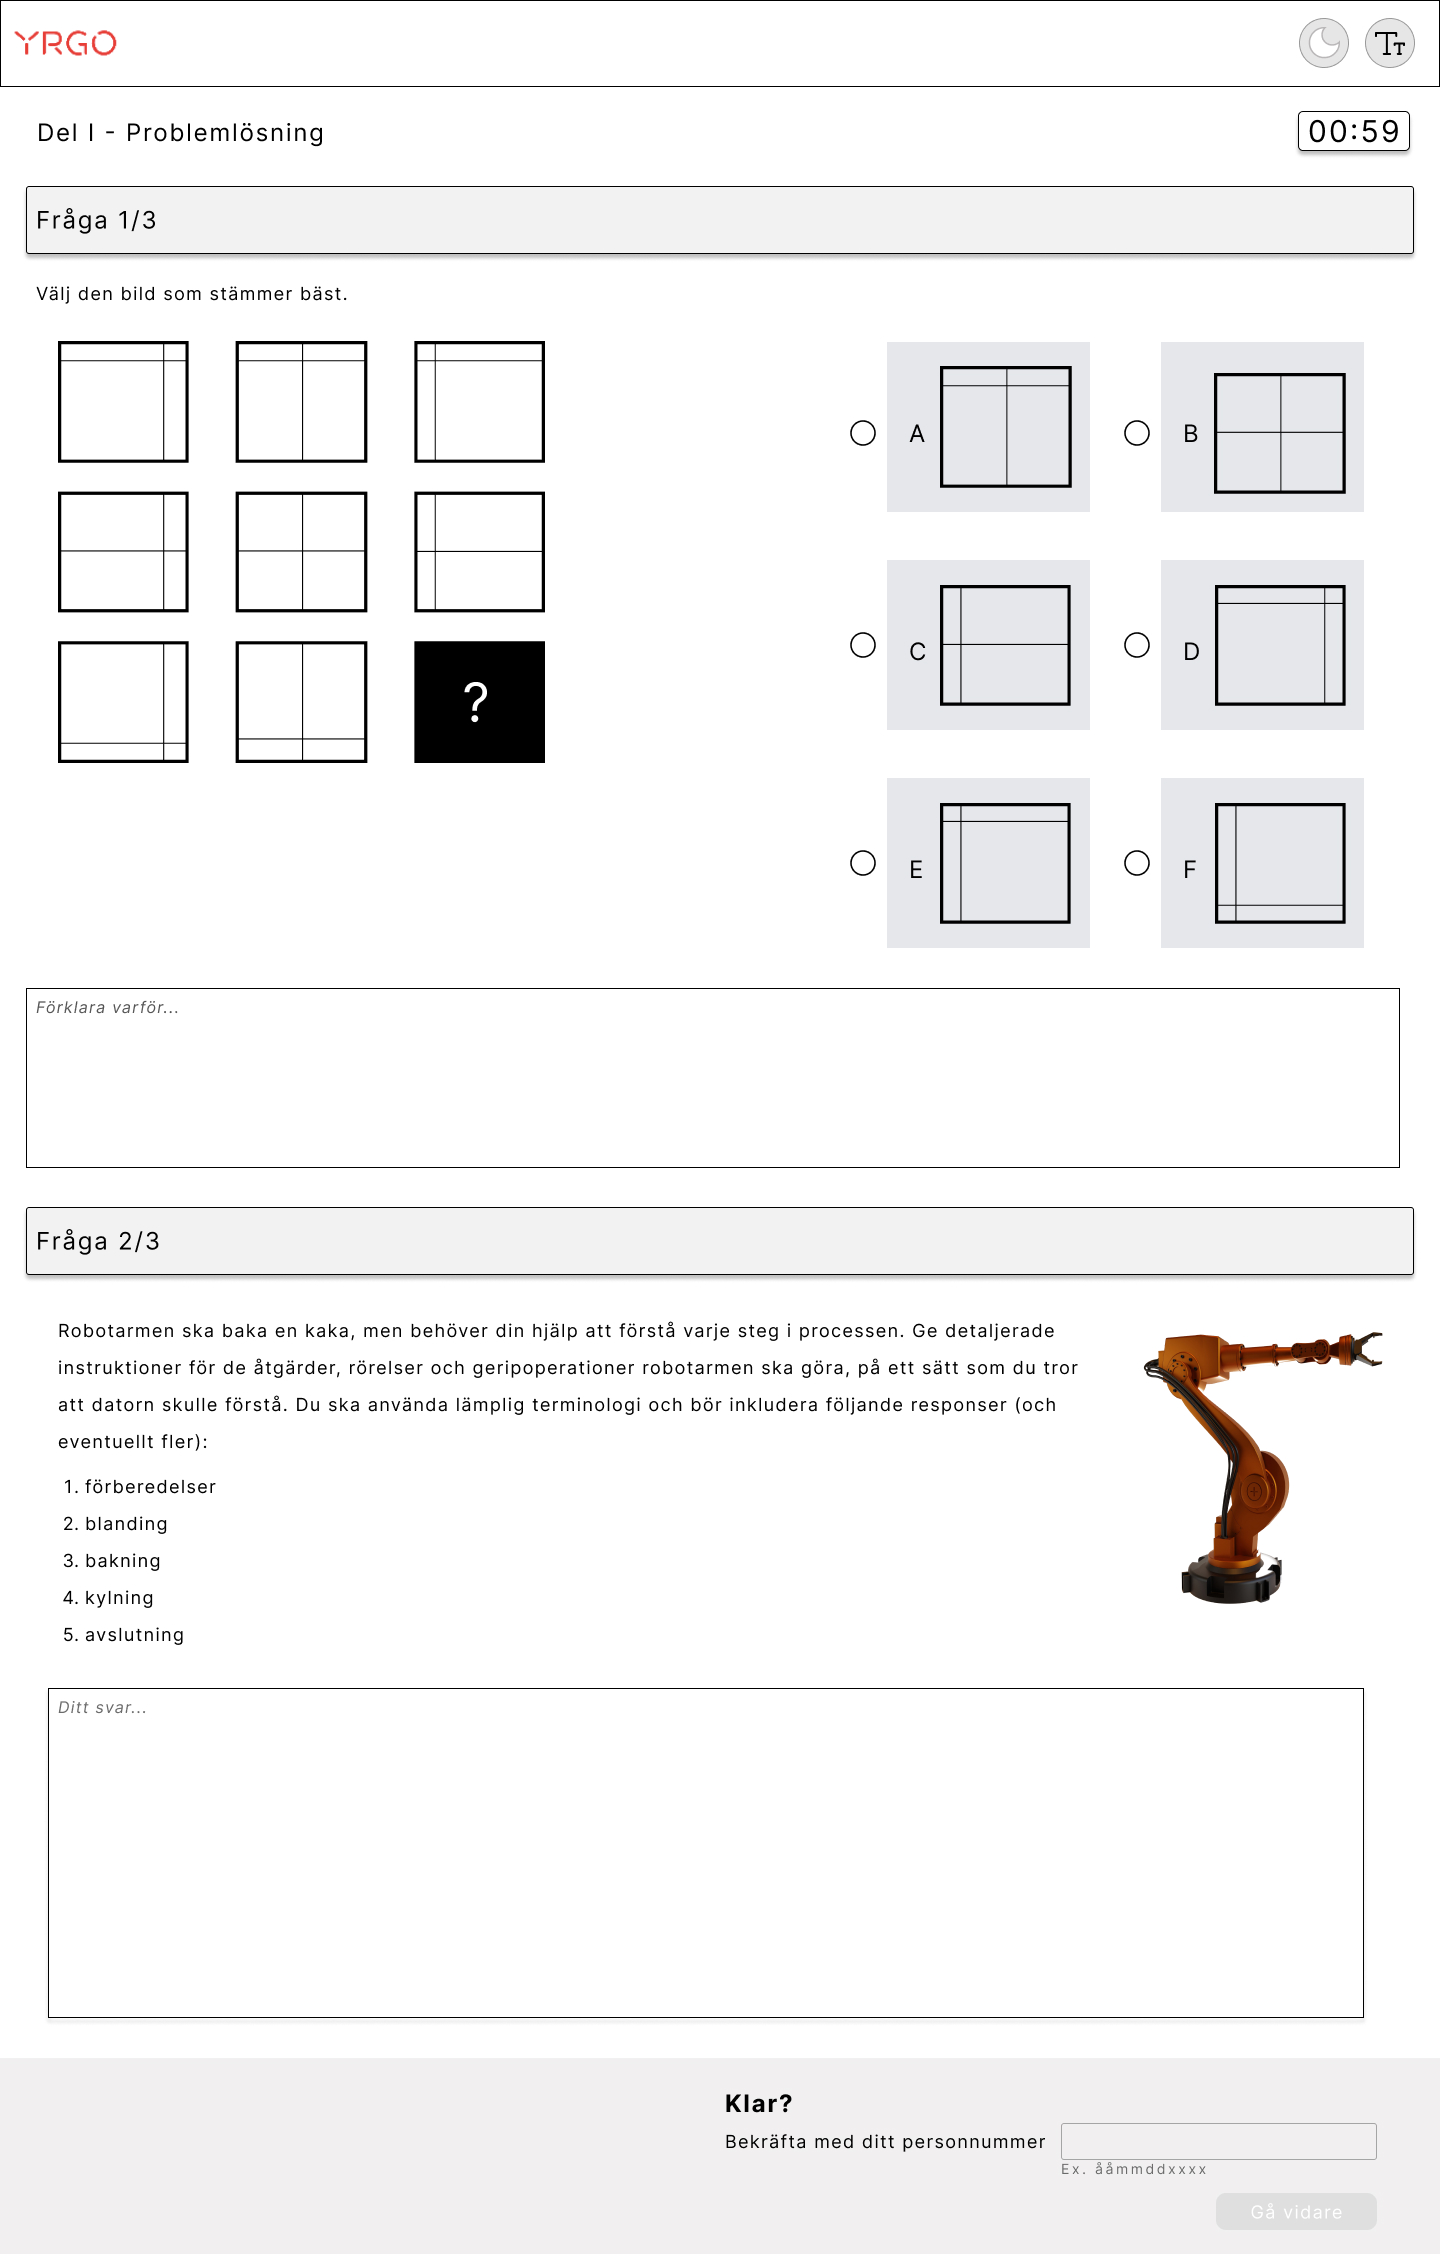 YRGO
Tт
Del I - Problemlösning
00:59
Fråga 1/3
Välj den bild som stämmer bäst.
A
B
C
D
?
E
F
Förklara varför...
Fråga 2/3
Robotarmen ska baka en kaka, men behöver din hjälp att förstå varje steg i processen. Ge detaljerade
instruktioner för de åtgärder, rörelser och geripoperationer robotarmen ska göra, på ett sätt som du tror
att datorn skulle förstå. Du ska använda lämplig terminologi och bör inkludera följande responser (och
eventuellt fler):
1. förberedelser
2. blanding
3. bakning
4. kylning
5. avslutning
Ditt svar...
Klar?
Bekräfta med ditt personnummer
Ex. ååmmddxxxx
Gå vidare